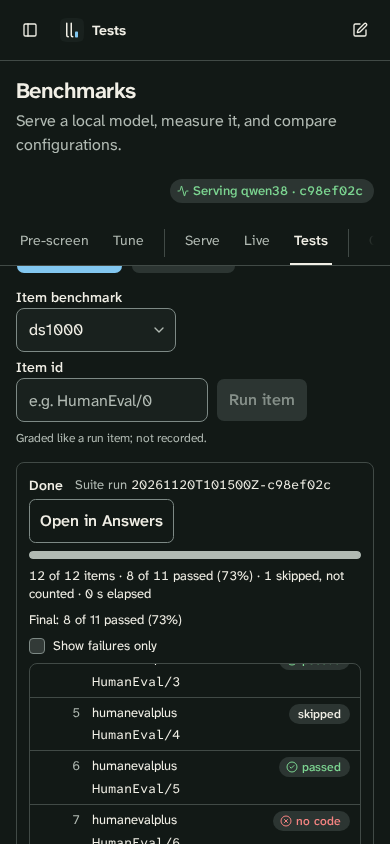 Tests
Benchmarks
Serve a local model, measure it, and compare
configurations.
Serving qwen38 · c98ef02c
Pre-screen Tune Serve Live Tests
Item benchmark
ds1000
Item id
e.g. HumanEval/0 Run item
Graded like a run item; not recorded.
Done Suite run 20261120T101500Z-c98ef02c
Open in Answers
12 of 12 items · 8 of 11 passed (73%) · 1 skipped, not
counted · 0 s elapsed
Final: 8 of 11 passed (73%)
Show failures only
HumanEval/3
5 humanevalplus skipped
HumanEval/4
6 humanevalplus passed
HumanEval/5
7 humanevalplus no code
HumanEval/6